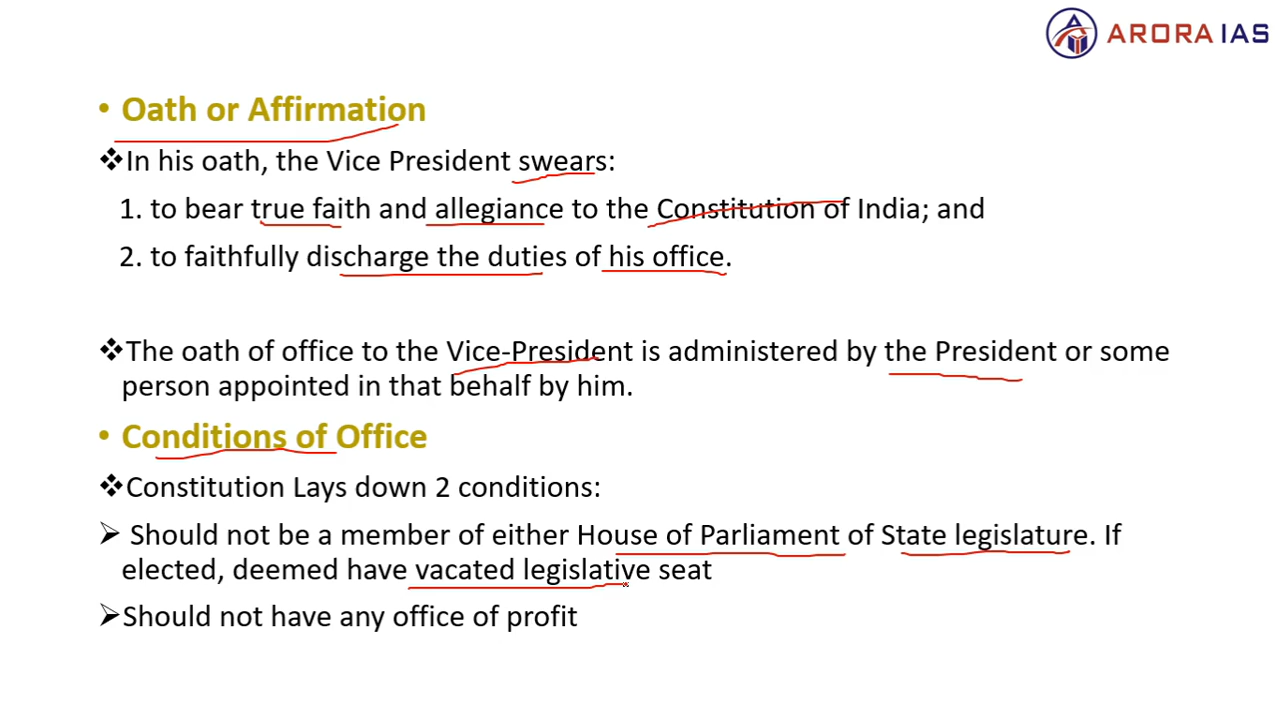 ARORA IAS
• Oath or Affirmation
❖In his oath, the Vice President swears:
1. to bear true faith and allegiance to the Constitution of India; and
2. to faithfully discharge the duties of his office.
❖The oath of office to the Vice-President is administered by the President or some
person appointed in that behalf by him.
• Conditions of Office
❖Constitution Lays down 2 conditions:
➢ Should not be a member of either House of Parliament of State legislature. If
elected, deemed have vacated legislative seat
➢Should not have any office of profit